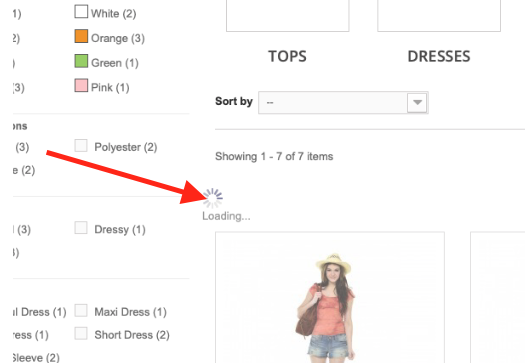 1)
White (2)
2)
Orange (3)
)
Green (1)
(3)
Pink (1)
TOPS
DRESSES
Sort by
--
ons
(3)
Polyester (2)
e (2)
Showing 1 - 7 of 7 items
Loading...
(3)
Dressy (1)
)
Dress (1)
Maxi Dress (1)
ress (1)
Short Dress (2)
Sleeve (2)